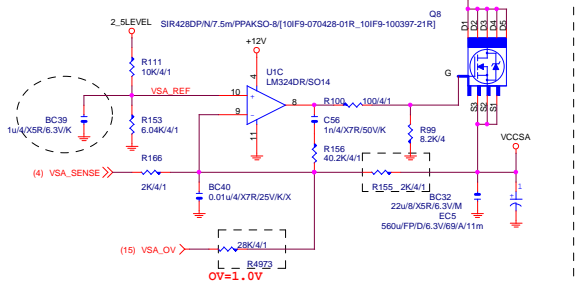 2_5LEVEL
SIR428DP/N/7.5m/PPAKSO-8/[10IF9-070428-01R_10IF9-100397-21R]
Q8
D1
D2
D3
D4
D5
+12V
R111
10K/4/1
U1C
LM324DR/SO14
4
G
VSA_REF
10
+
8
R100
100/4/1
9
-
11
S3
S2
S1
BC39
1u/4/X5R/6.3V/K
R153
6.04K/4/1
C56
1n/4/X7R/50V/K
R99
8.2K/4
VCCSA
R166
R156
40.2K/4/1
(4) VSA_SENSE
2K/4/1
BC40
0.01u/4/X7R/25V/K/X
R155
2K/4/1
BC32
22u/8/X5R/6.3V/M
EC5
560u/FP/D/6.3V/69/A/11m
1
+
(15) VSA_OV
28K/4/1
R4973
OV=1.0V